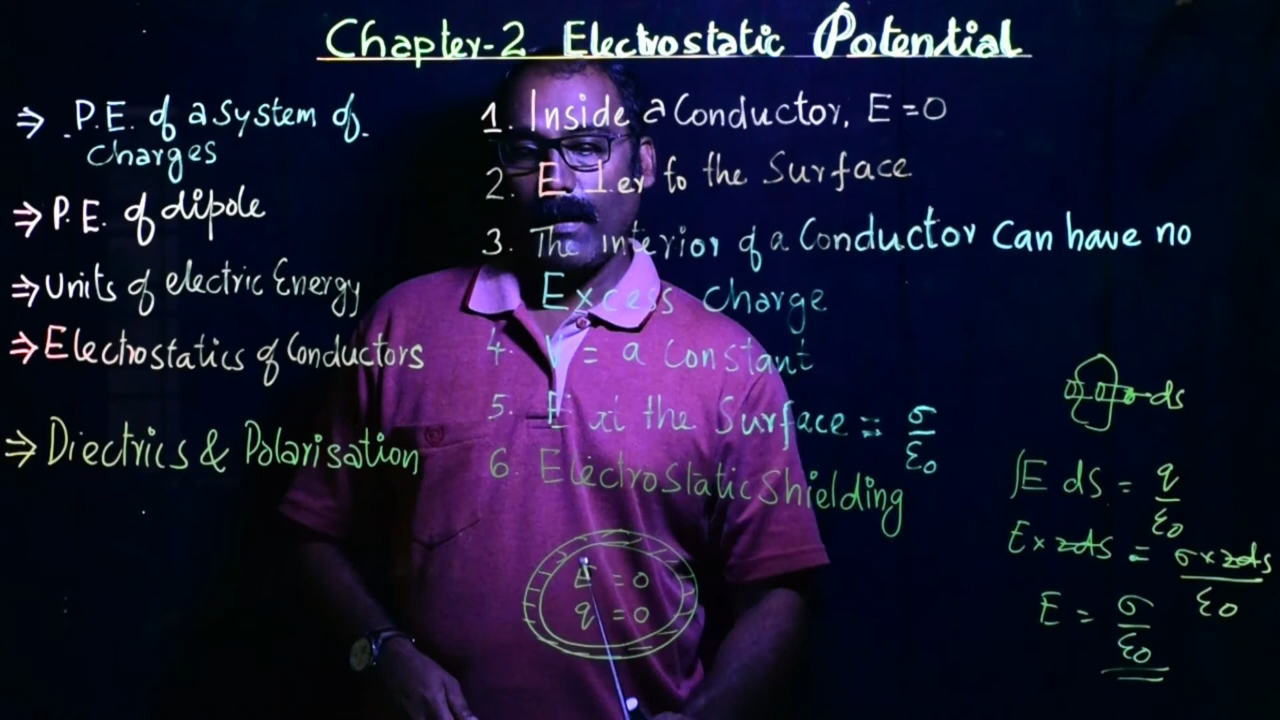 Chapter-2 Electrostatic Potential
⇒ P.E. of a system of
charges
⇒ P.E. of dipole
⇒ Units of electric Energy
⇒ Electrostatics of Conductors
⇒ Diectrics & Polarisation
1. Inside a Conductor, E = 0
2. E ⊥er to the Surface
3. The interior of a Conductor Can have no
Excess charge
4. V = a constant
5. E at the Surface = σ/ε0
6. Electrostatic Shielding
E = 0
q = 0
ds
∫E ds = q/ε0
E x 2ds = σ x 2ds/ε0
E = σ/ε0